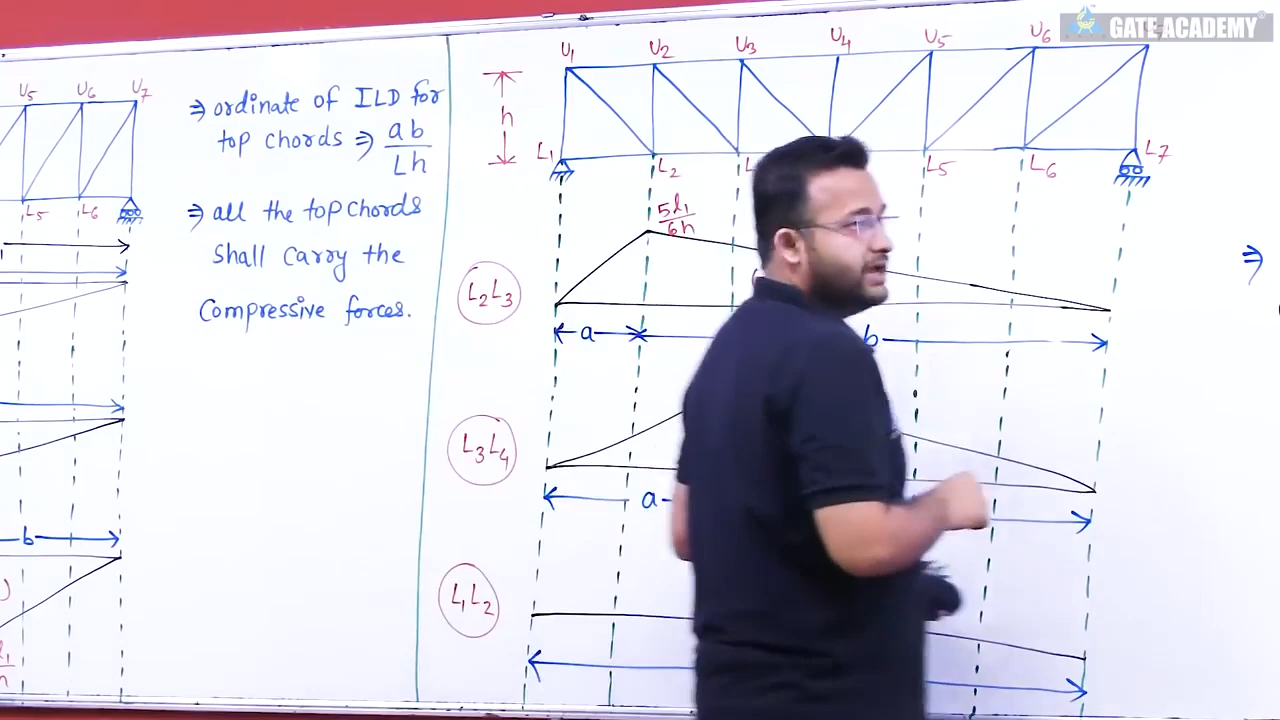 GATE ACADEMY
U5 U6 U7
L5 L6
b
⇒ ordinate of ILD for
top chords ⇒ ab/Lh
⇒ all the top chords
shall carry the
compressive forces.
U1 U2 U3 U4 U5 U6
h
L1 L2 L5 L6 L7
5l1/6h
L2L3
a b
L3L4
a
L1L2
⇒